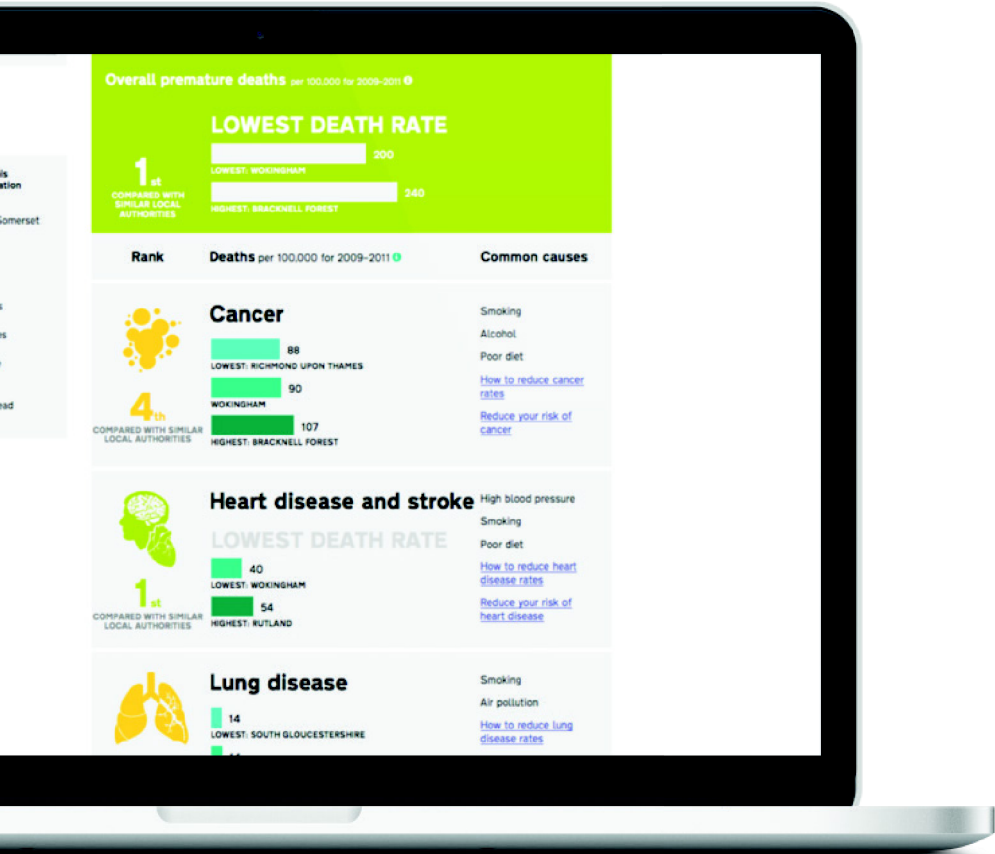 Overall premature deaths per 100,000 for 2009-2011
LOWEST DEATH RATE
200
LOWEST: WOKINGHAM
240
HIGHEST: BRACKNELL FOREST
1st
COMPARED WITH
SIMILAR LOCAL
AUTHORITIES
is
ation
Somerset
s
es
ead
Rank
Deaths per 100,000 for 2009-2011
Common causes
Cancer
88
LOWEST: RICHMOND UPON THAMES
90
WOKINGHAM
107
HIGHEST: BRACKNELL FOREST
4th
COMPARED WITH SIMILAR
LOCAL AUTHORITIES
Smoking
Alcohol
Poor diet
How to reduce cancer
rates
Reduce your risk of
cancer
Heart disease and stroke
LOWEST DEATH RATE
40
LOWEST: WOKINGHAM
54
HIGHEST: RUTLAND
1st
COMPARED WITH SIMILAR
LOCAL AUTHORITIES
High blood pressure
Smoking
Poor diet
How to reduce heart
disease rates
Reduce your risk of
heart disease
Lung disease
14
LOWEST: SOUTH GLOUCESTERSHIRE
Smoking
Air pollution
How to reduce lung
disease rates